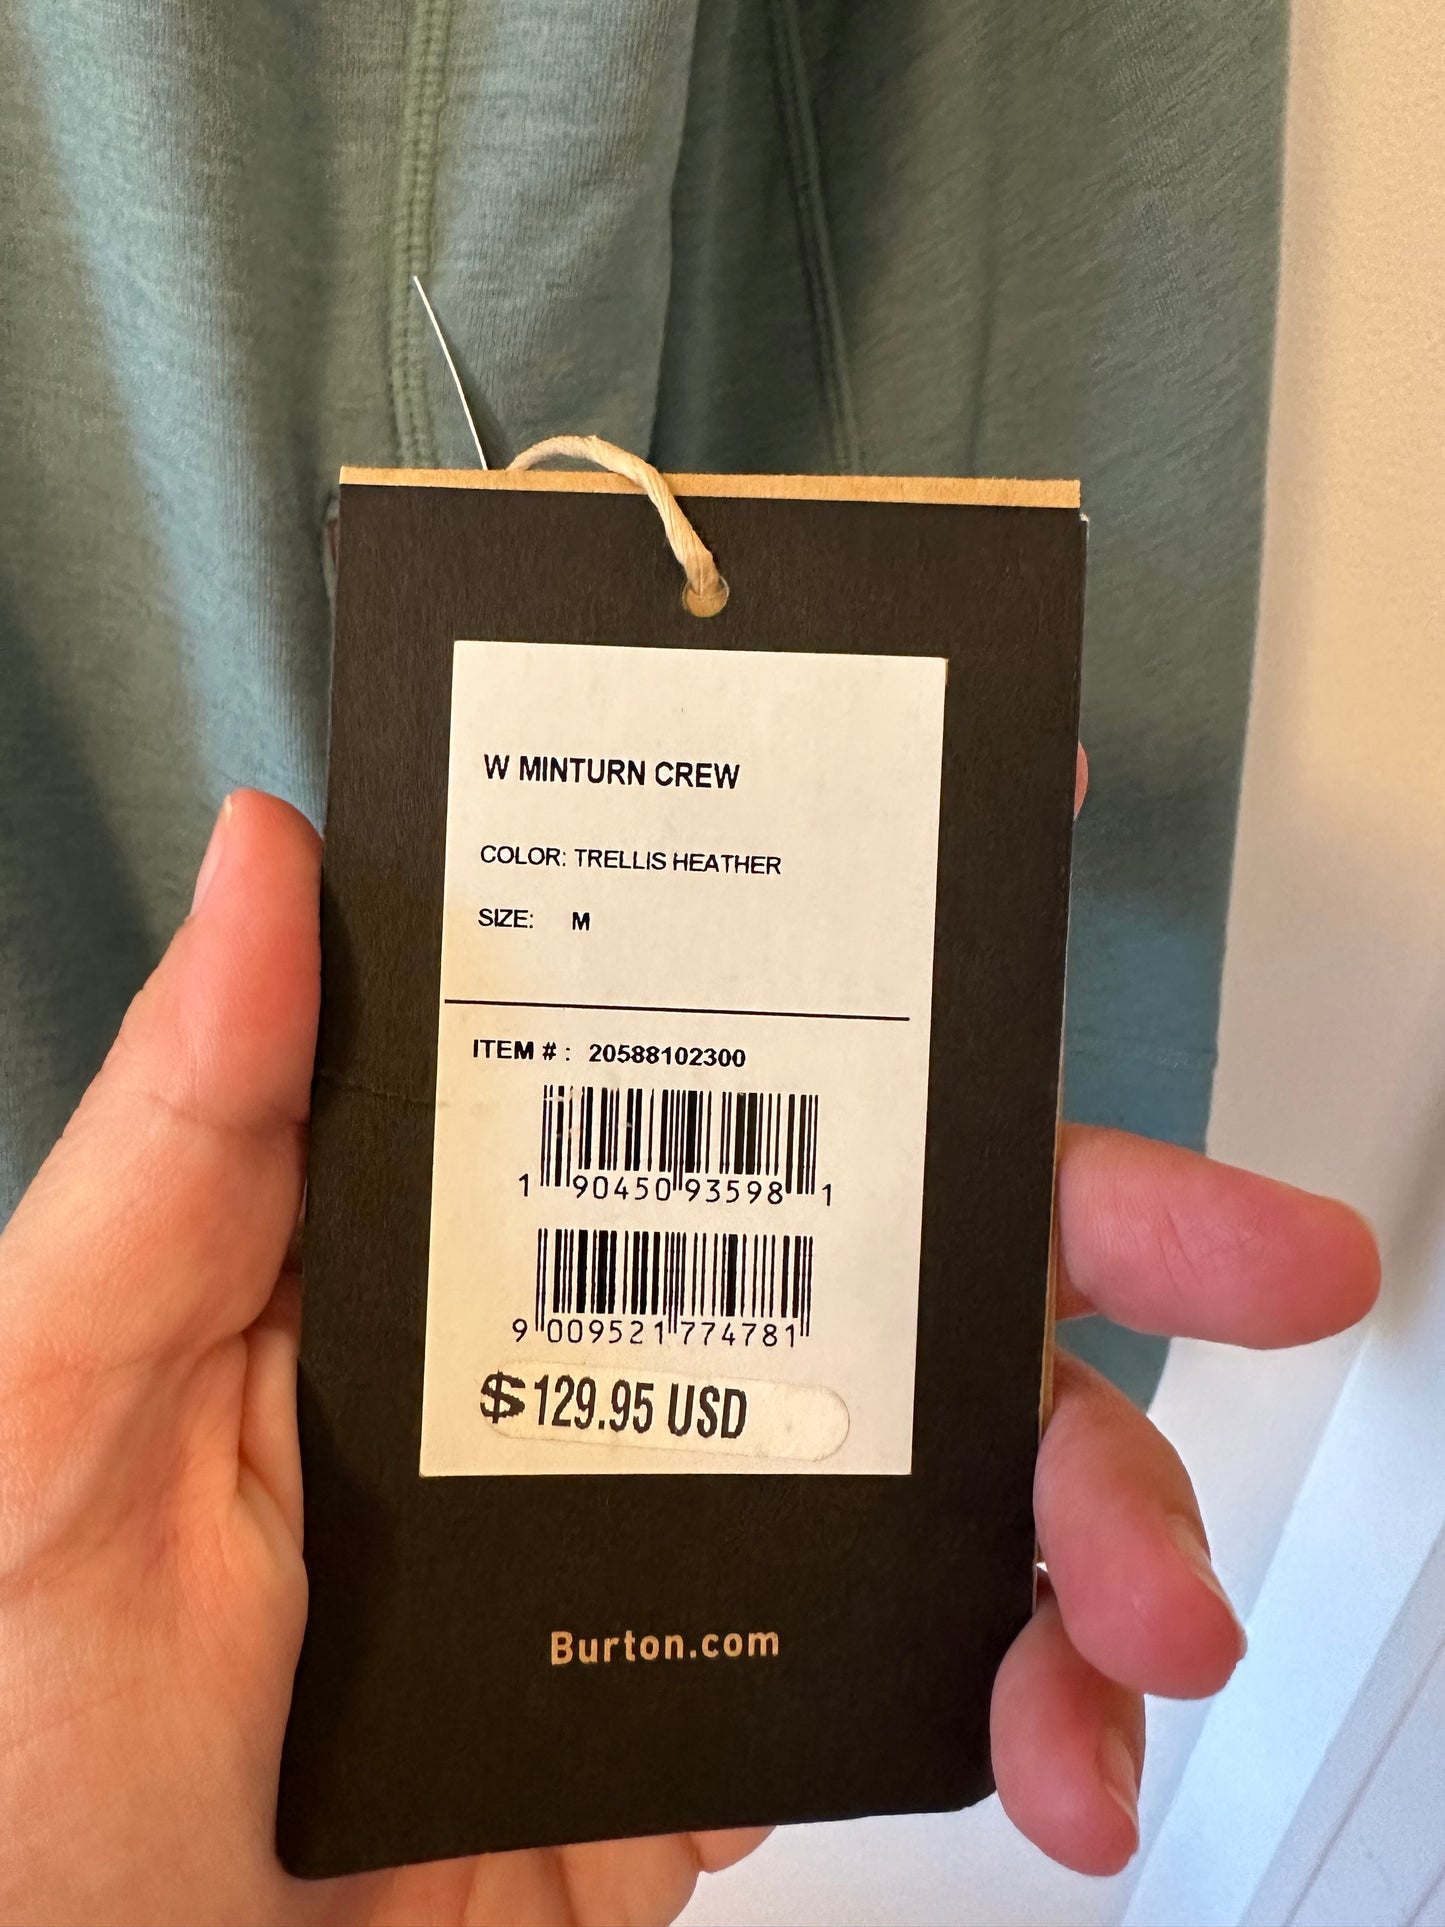 W MINTURN CREW
COLOR: TRELLIS HEATHER
SIZE: M
ITEM # : 20588102300
1 90450 93598 1
9 009521 774781
$129.95 USD
Burton.com